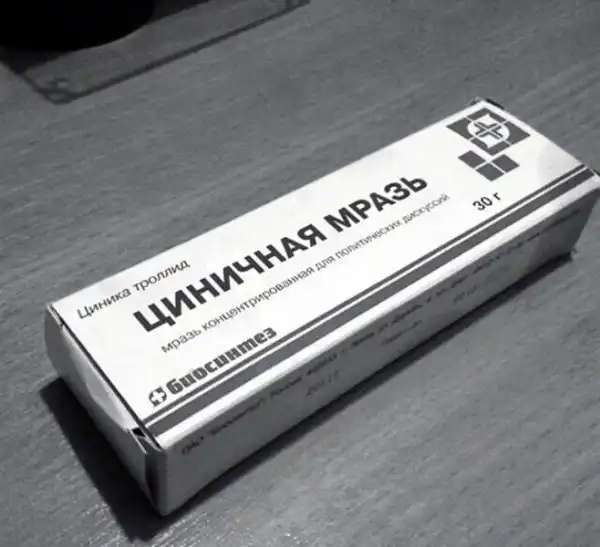 Циника троллид
ЦИНИЧНАЯ МРАЗЬ
мразь концентрированная для политических дискуссий
30 г
биосинтез